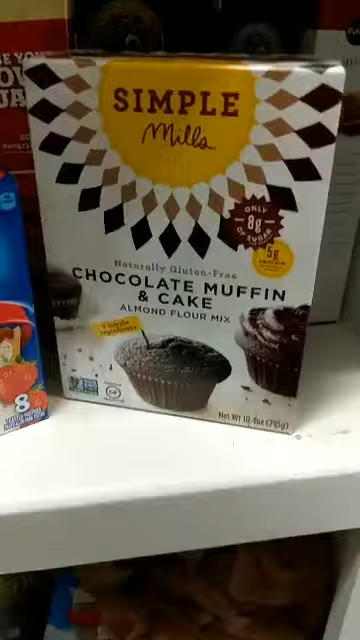 SIMPLE
Mills
ONLY
8g
OF SUGAR
5g
Naturally Gluten-Free
CHOCOLATE MUFFIN
& CAKE
ALMOND FLOUR MIX
Net Wt 10.4oz (295g)
8